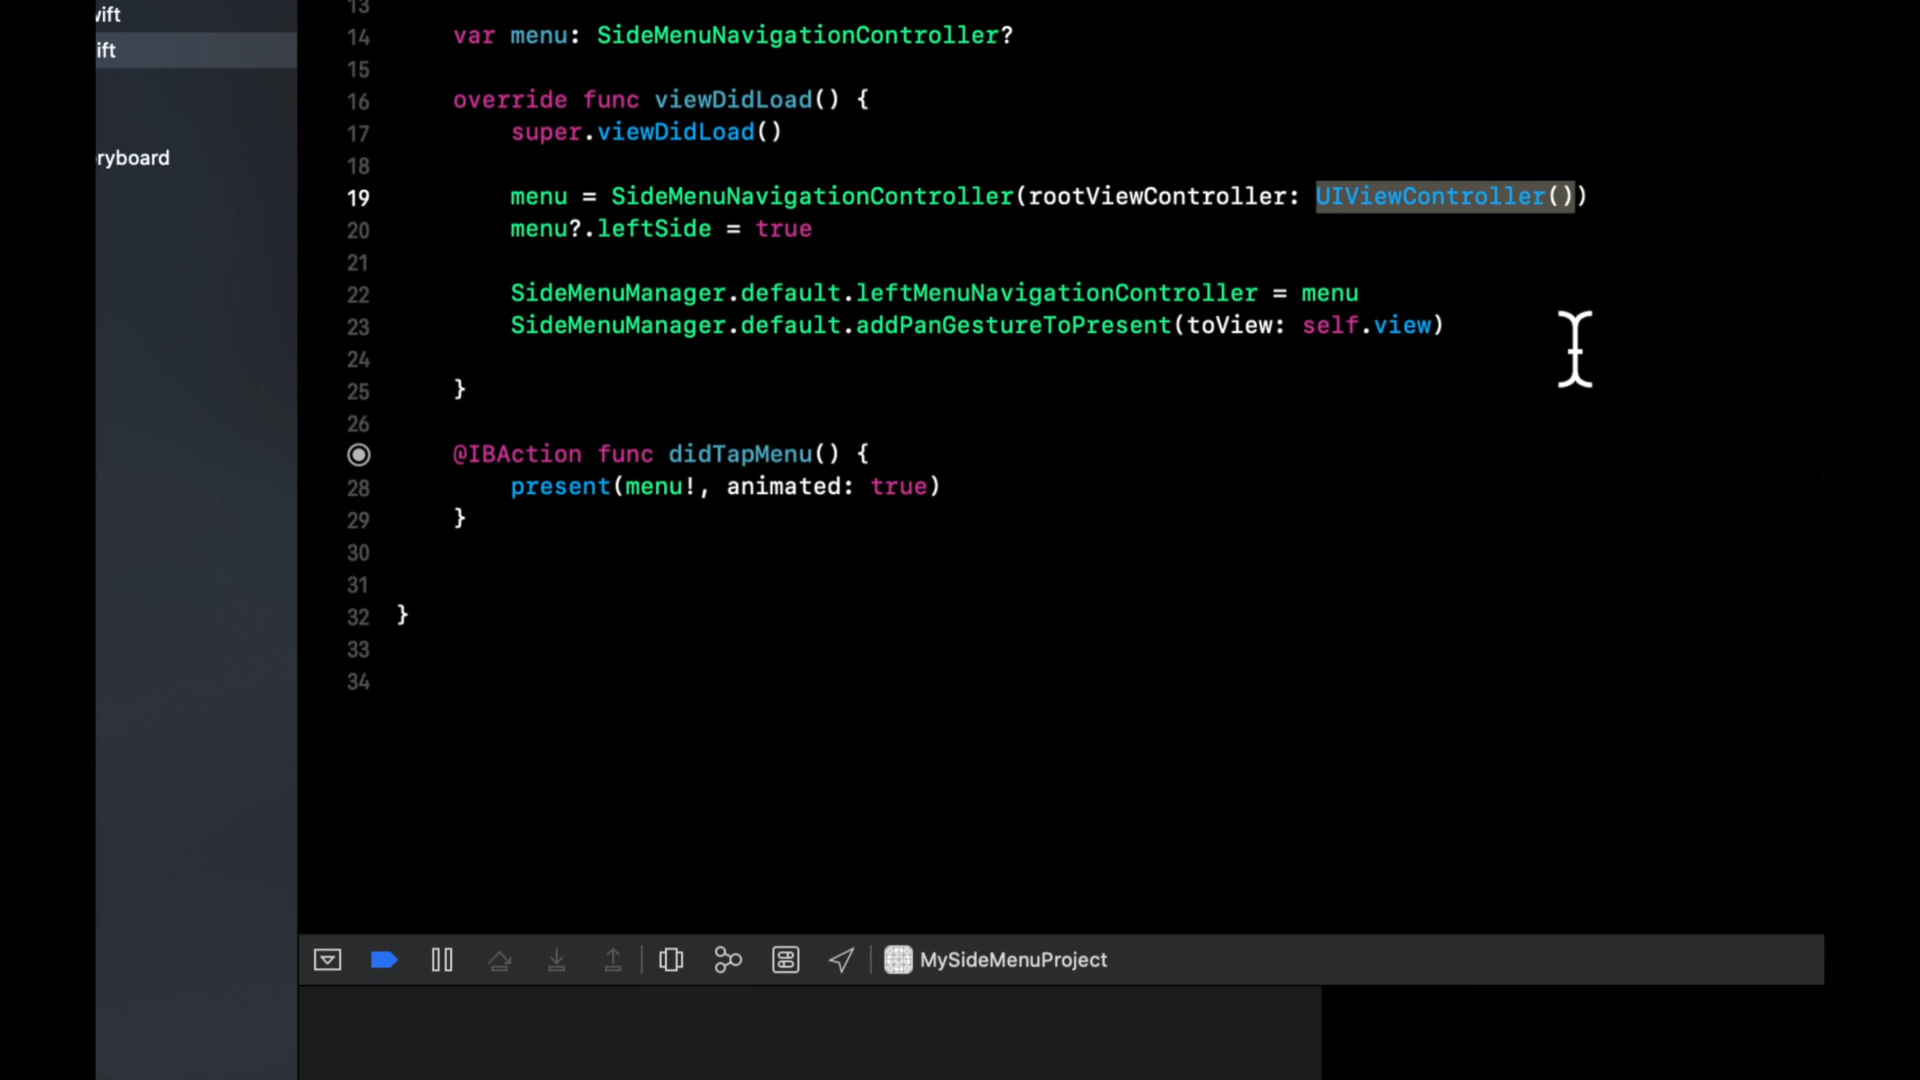 vift
ift
ryboard
13
14 var menu: SideMenuNavigationController?
15
16 override func viewDidLoad() {
17 super.viewDidLoad()
18
19 menu = SideMenuNavigationController(rootViewController: UIViewController())
20 menu?.leftSide = true
21
22 SideMenuManager.default.leftMenuNavigationController = menu
23 SideMenuManager.default.addPanGestureToPresent(toView: self.view)
24
25 }
26
@IBAction func didTapMenu() {
28 present(menu!, animated: true)
29 }
30
31
32 }
33
34
MySideMenuProject